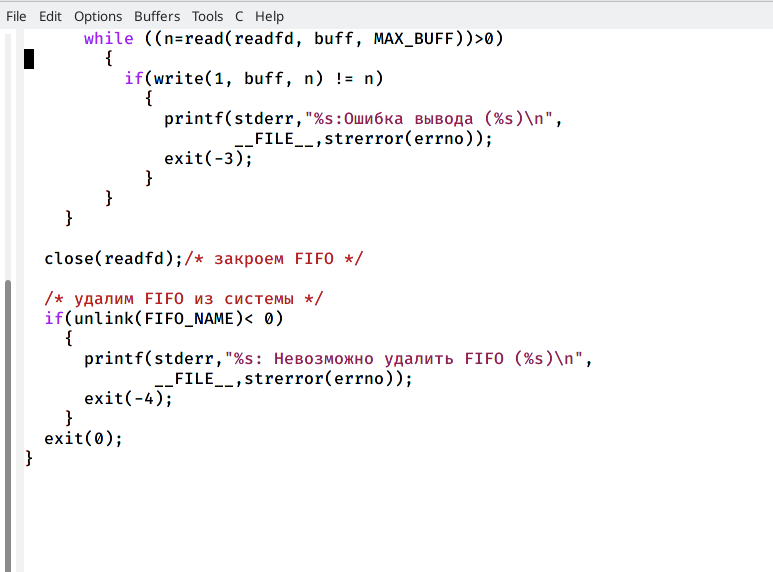 File Edit Options Buffers Tools C Help
while ((n=read(readfd, buff, MAX_BUFF))>0)
{
if(write(1, buff, n) != n)
{
printf(stderr,"%s:Ошибка вывода (%s)\n",
__FILE__,strerror(errno));
exit(-3);
}
}
}
close(readfd);/* закроем FIFO */
/* удалим FIFO из системы */
if(unlink(FIFO_NAME)< 0)
{
printf(stderr,"%s: Невозможно удалить FIFO (%s)\n",
__FILE__,strerror(errno));
exit(-4);
}
exit(0);
}